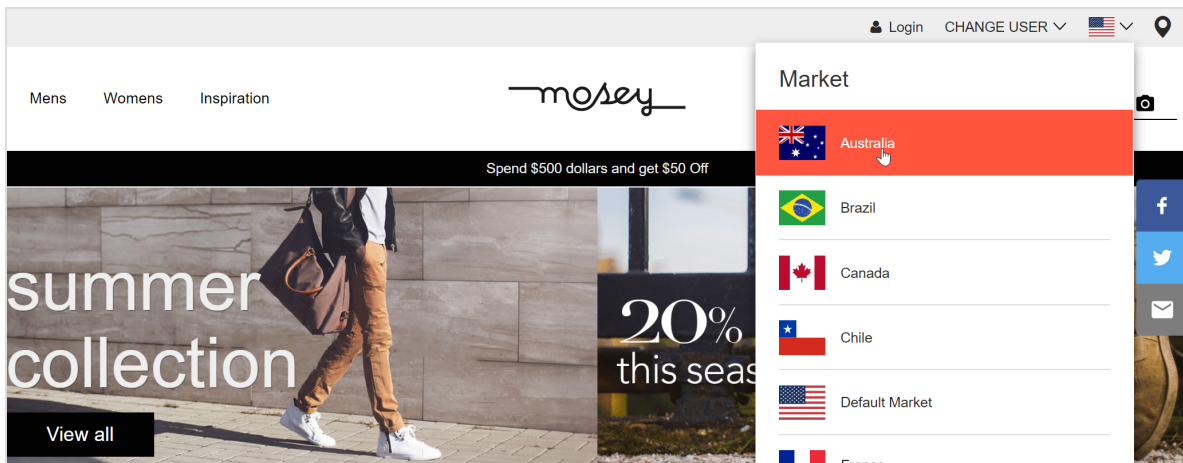 Login CHANGE USER
Market
Mens Womens Inspiration mosey
Australia
Spend $500 dollars and get $50 Off
Brazil
summer
collection
Canada
20%
this seas
Chile
Default Market
View all
France